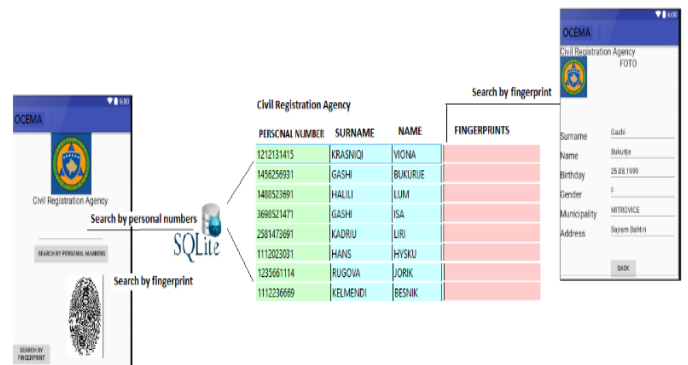 6:00
OCEMA
Civil Registration Agency
Search by personal numbers
SEARCH BY PERSONAL NUMBERS
Search by fingerprint
SEARCH BY
FINGERPRINT
SQLite
Civil Registration Agency
PERSONAL NUMBER SURNAME NAME FINGERPRINTS
1212131415 KRASNIQI VIONA
1456256931 GASHI BUKURIJE
1488523691 HALILI LUM
3698521471 GASHI ISA
2581473691 KADRIU LIRI
1112023031 HANS HYSKU
1235661114 RUGOVA JORIK
1112236669 KELMENDI BESNIK
Search by fingerprint
6:00
OCEMA
Civil Registration Agency
FOTO
Surname Gashi
Name Bukurije
Birthday 25.08.1999
Gender F
Municipality MITROVICE
Address Bajram Bahtiri
BACK